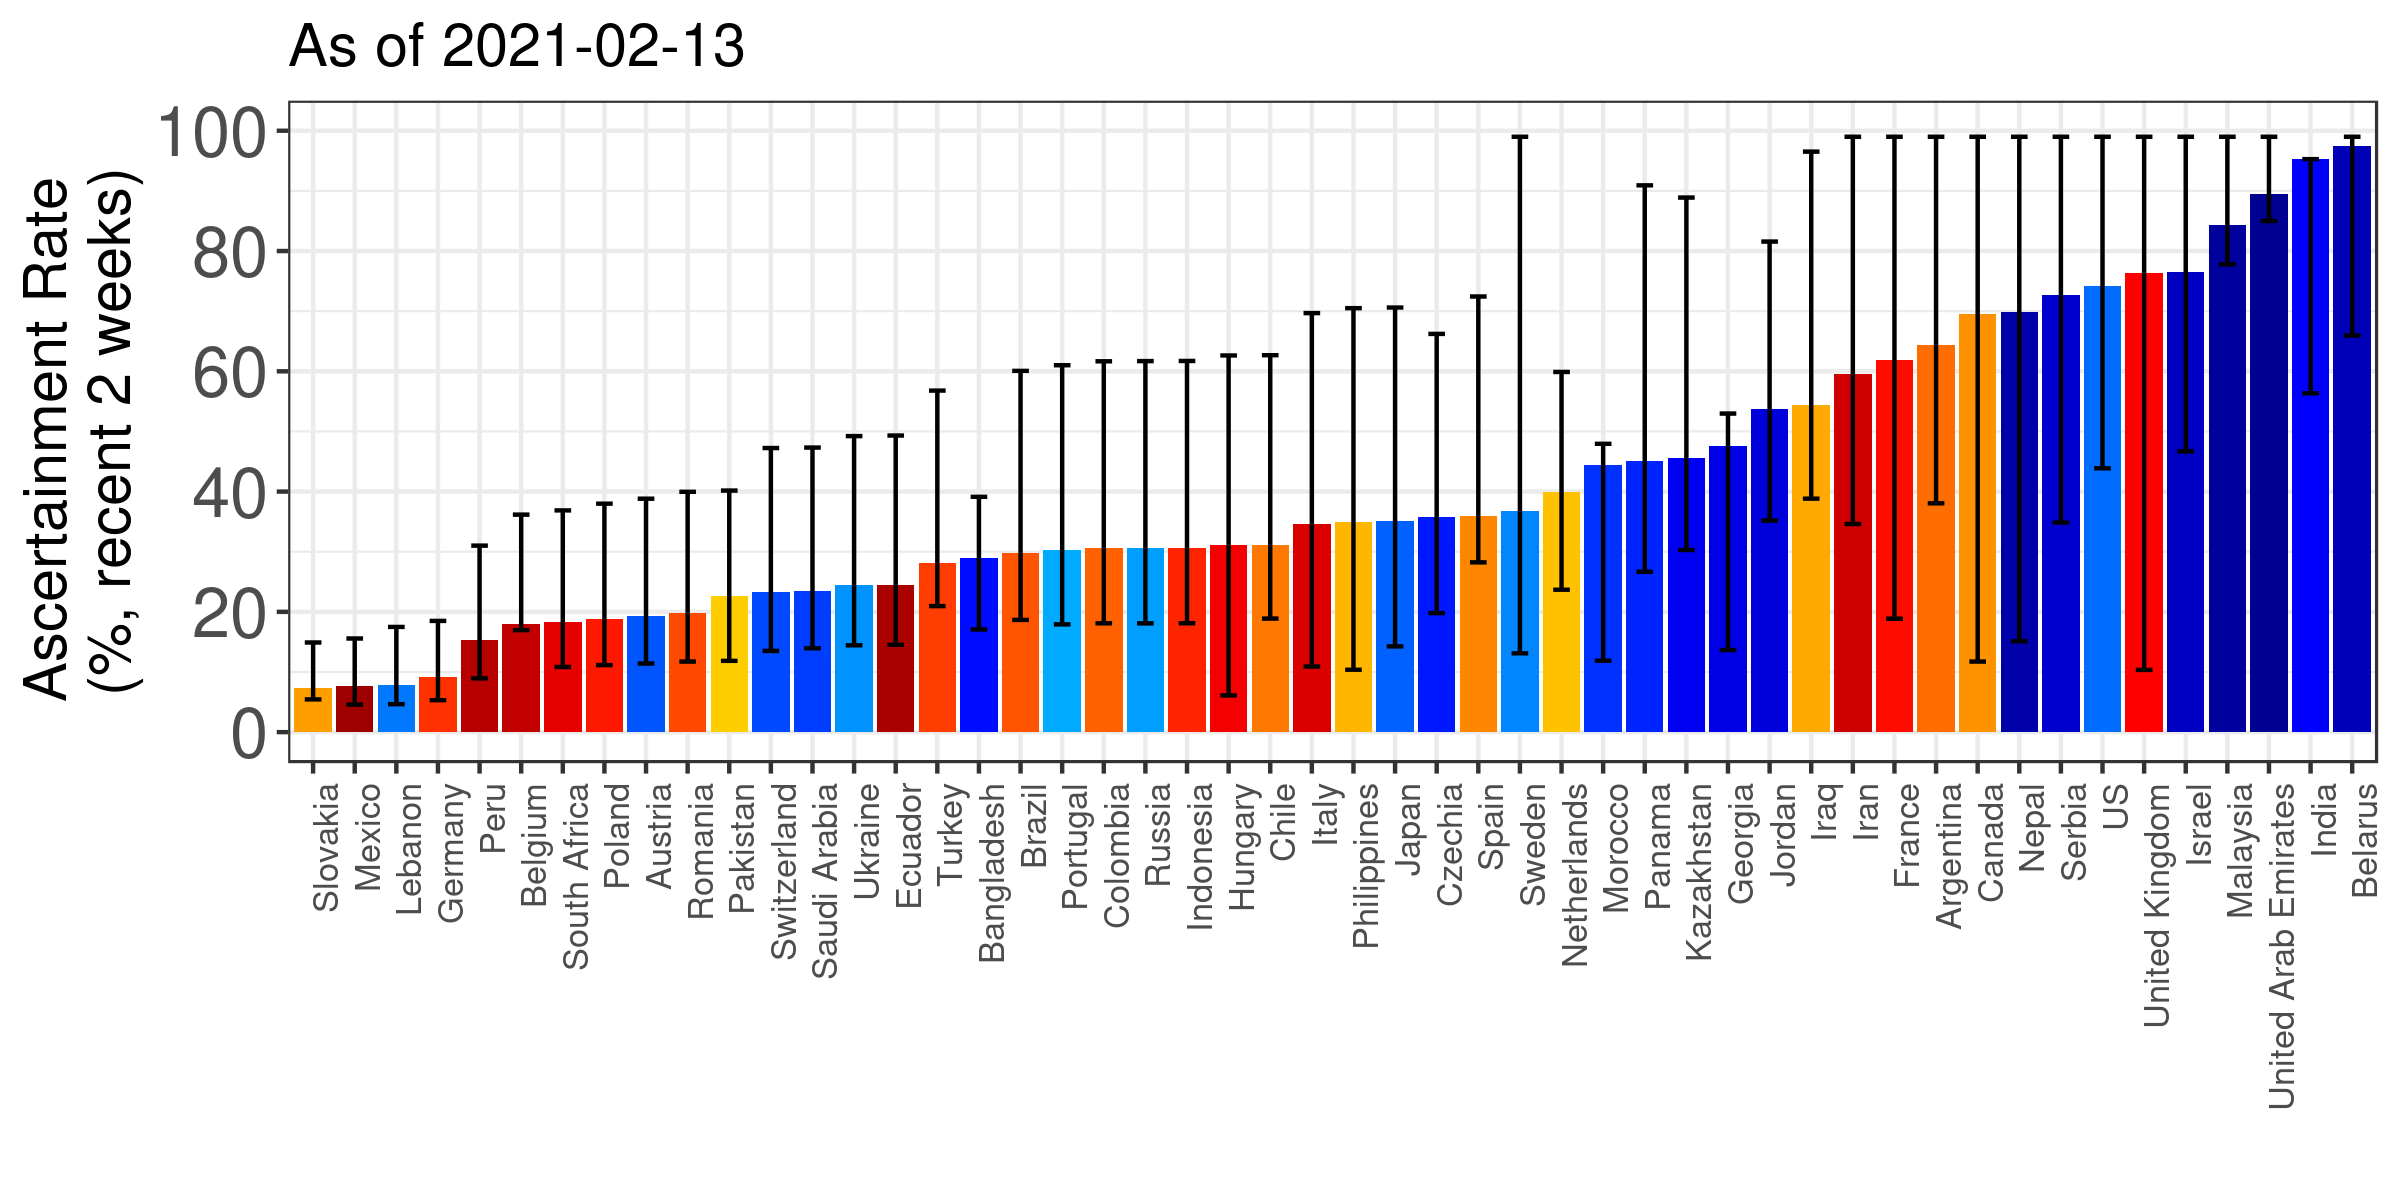 As of 2021-02-13
Ascertainment Rate
(%, recent 2 weeks)
100
80
60
40
20
0
Slovakia
Mexico
Lebanon
Germany
Peru
Belgium
South Africa
Poland
Austria
Romania
Pakistan
Switzerland
Saudi Arabia
Ukraine
Ecuador
Turkey
Bangladesh
Brazil
Portugal
Colombia
Russia
Indonesia
Hungary
Chile
Italy
Philippines
Japan
Czechia
Spain
Sweden
Netherlands
Morocco
Panama
Kazakhstan
Georgia
Jordan
Iraq
Iran
France
Argentina
Canada
Nepal
Serbia
US
United Kingdom
Israel
Malaysia
United Arab Emirates
India
Belarus